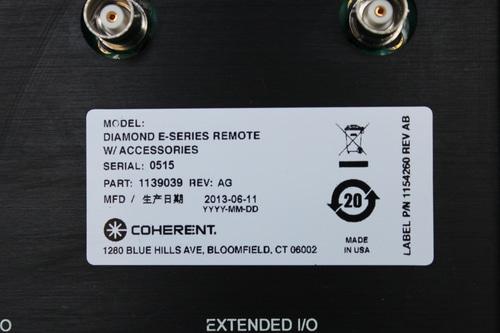 MODEL:
DIAMOND E-SERIES REMOTE
W/ ACCESSORIES
SERIAL: 0515
PART: 1139039 REV: AG
MFD / 生产日期 2013-06-11
YYYY-MM-DD
COHERENT.
1280 BLUE HILLS AVE, BLOOMFIELD, CT 06002
20
MADE
IN USA
LABEL P/N 1154260 REV AB
O
EXTENDED I/O